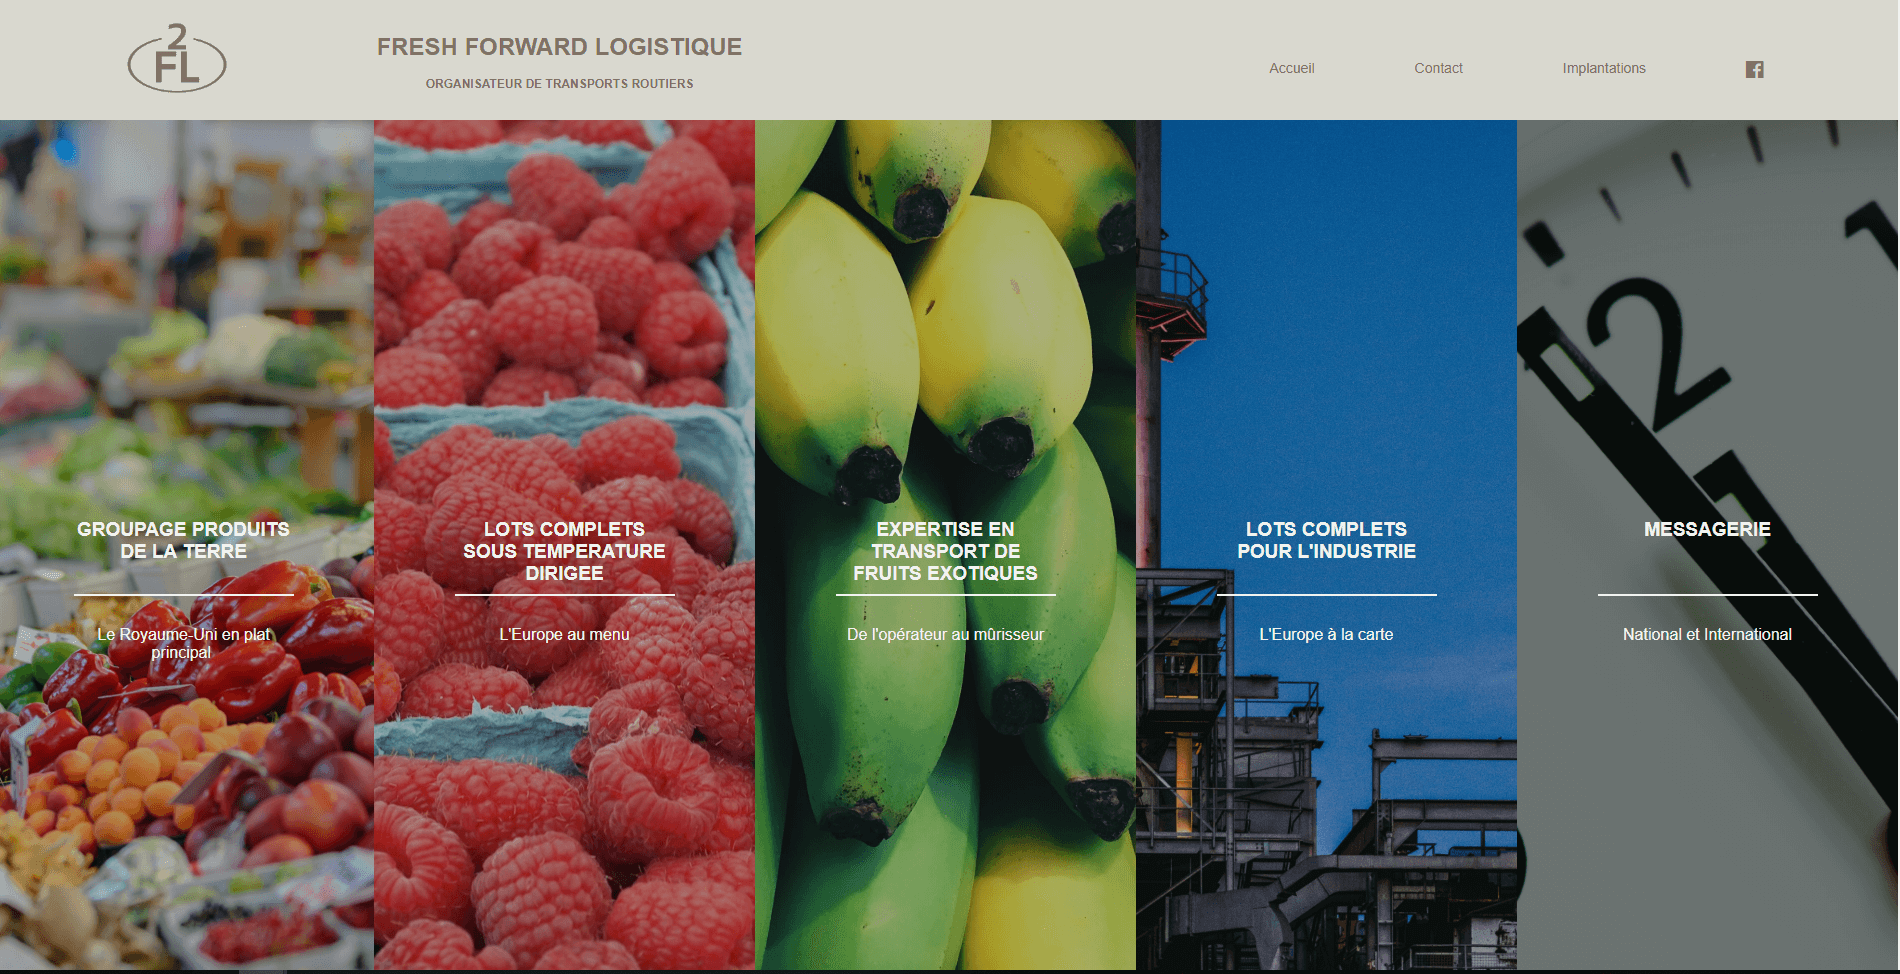 2
FL
FRESH FORWARD LOGISTIQUE
ORGANISATEUR DE TRANSPORTS ROUTIERS
Accueil
Contact
Implantations
GROUPAGE PRODUITS
DE LA TERRE
Le Royaume-Uni en plat
principal
LOTS COMPLETS
SOUS TEMPERATURE
DIRIGEE
L'Europe au menu
EXPERTISE EN
TRANSPORT DE
FRUITS EXOTIQUES
De l'opérateur au mûrisseur
LOTS COMPLETS
POUR L'INDUSTRIE
L'Europe à la carte
12
1
MESSAGERIE
National et International